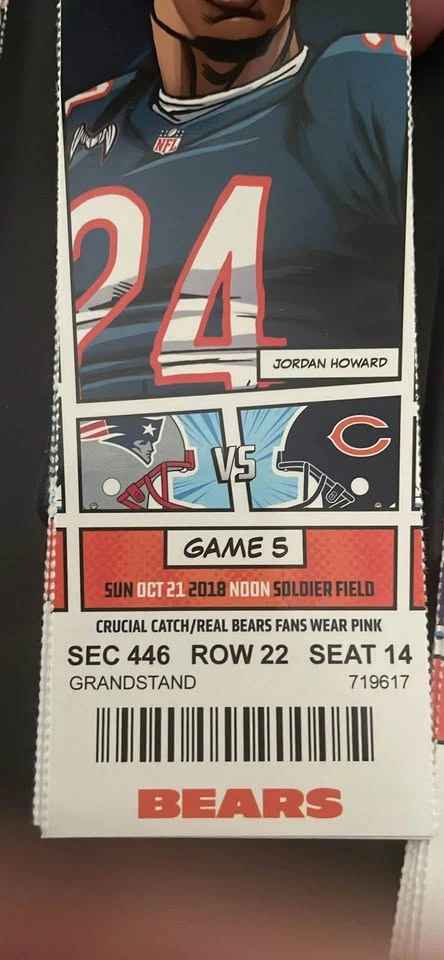 NFL
24
JORDAN HOWARD
VS
GAME 5
SUN OCT 21 2018 NOON SOLDIER FIELD
CRUCIAL CATCH/REAL BEARS FANS WEAR PINK
SEC 446 ROW 22 SEAT 14
GRANDSTAND 719617
BEARS